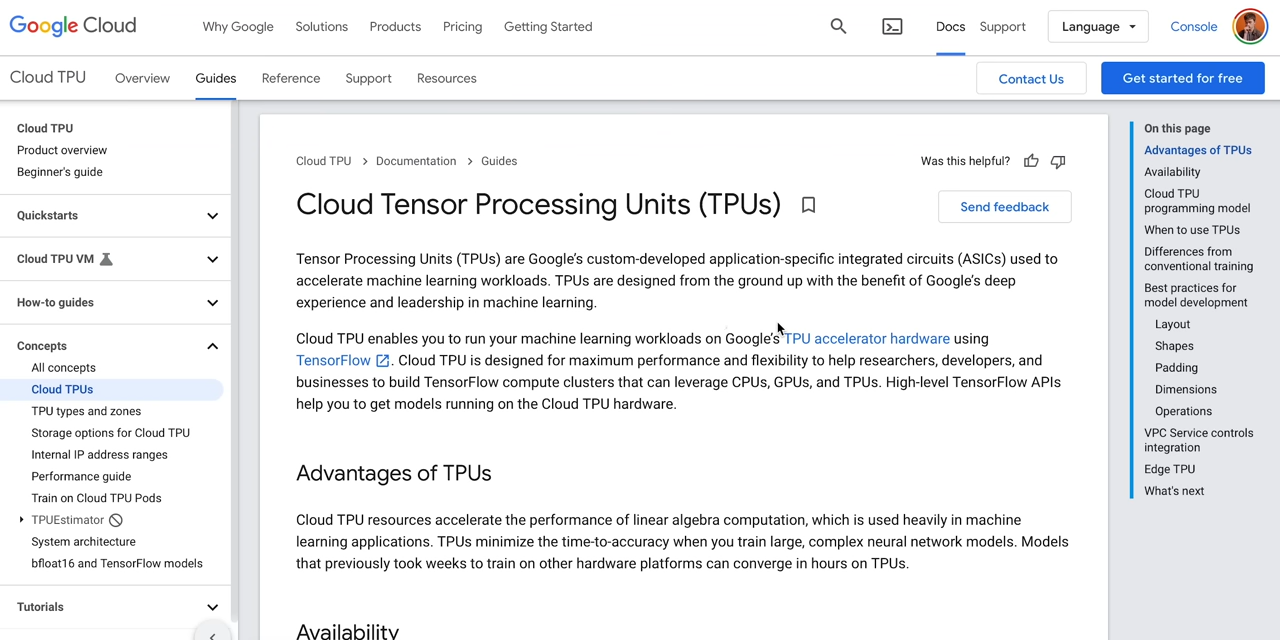 Google Cloud
Why Google
Solutions
Products
Pricing
Getting Started
Docs
Support
Language
Console
Cloud TPU
Overview
Guides
Reference
Support
Resources
Contact Us
Get started for free
Cloud TPU
Product overview
Beginner's guide
Quickstarts
Cloud TPU VM
How-to guides
Concepts
All concepts
Cloud TPUs
TPU types and zones
Storage options for Cloud TPU
Internal IP address ranges
Performance guide
Train on Cloud TPU Pods
TPUEstimator
System architecture
bfloat16 and TensorFlow models
Tutorials
Cloud TPU > Documentation > Guides
Was this helpful?
Cloud Tensor Processing Units (TPUs)
Send feedback
Tensor Processing Units (TPUs) are Google's custom-developed application-specific integrated circuits (ASICs) used to
accelerate machine learning workloads. TPUs are designed from the ground up with the benefit of Google's deep
experience and leadership in machine learning.
Cloud TPU enables you to run your machine learning workloads on Google's TPU accelerator hardware using
TensorFlow . Cloud TPU is designed for maximum performance and flexibility to help researchers, developers, and
businesses to build TensorFlow compute clusters that can leverage CPUs, GPUs, and TPUs. High-level TensorFlow APIs
help you to get models running on the Cloud TPU hardware.
Advantages of TPUs
Cloud TPU resources accelerate the performance of linear algebra computation, which is used heavily in machine
learning applications. TPUs minimize the time-to-accuracy when you train large, complex neural network models. Models
that previously took weeks to train on other hardware platforms can converge in hours on TPUs.
Availability
On this page
Advantages of TPUs
Availability
Cloud TPU
programming model
When to use TPUs
Differences from
conventional training
Best practices for
model development
Layout
Shapes
Padding
Dimensions
Operations
VPC Service controls
integration
Edge TPU
What's next